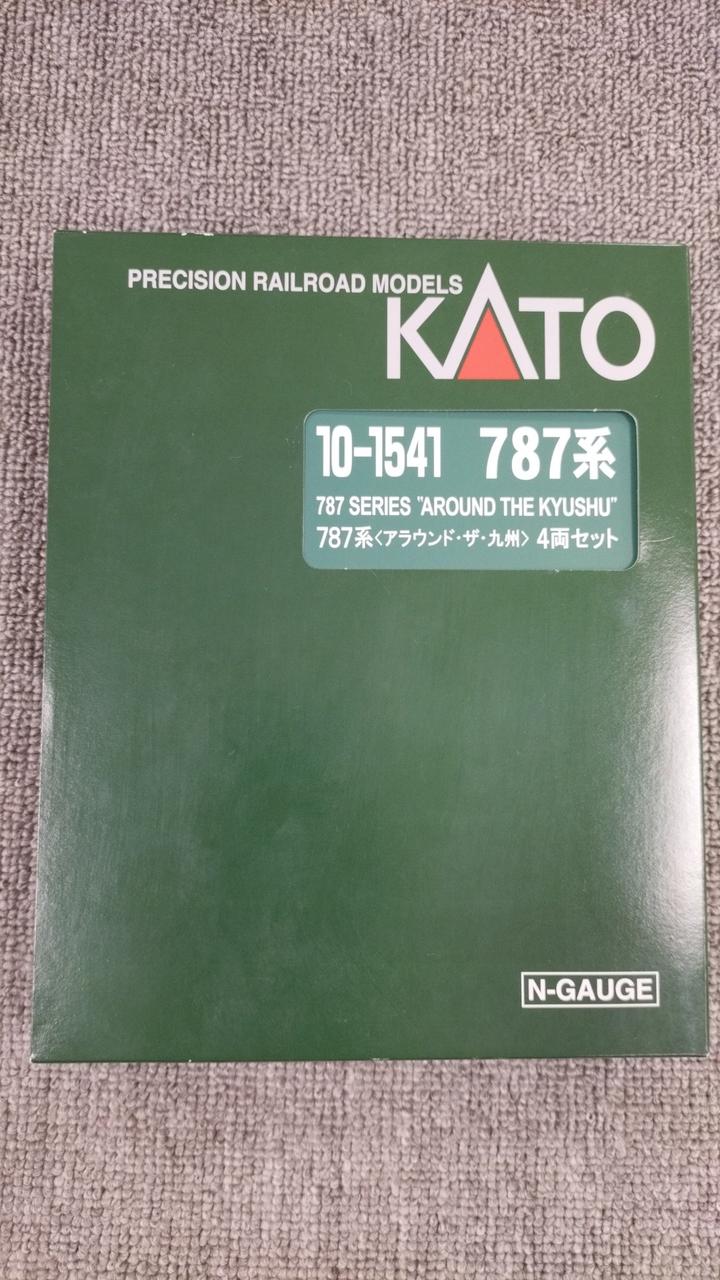 PRECISION RAILROAD MODELS
KATO
10-1541 787系
787 SERIES "AROUND THE KYUSHU"
787系〈アラウンド・ザ・九州〉 4両セット
N-GAUGE